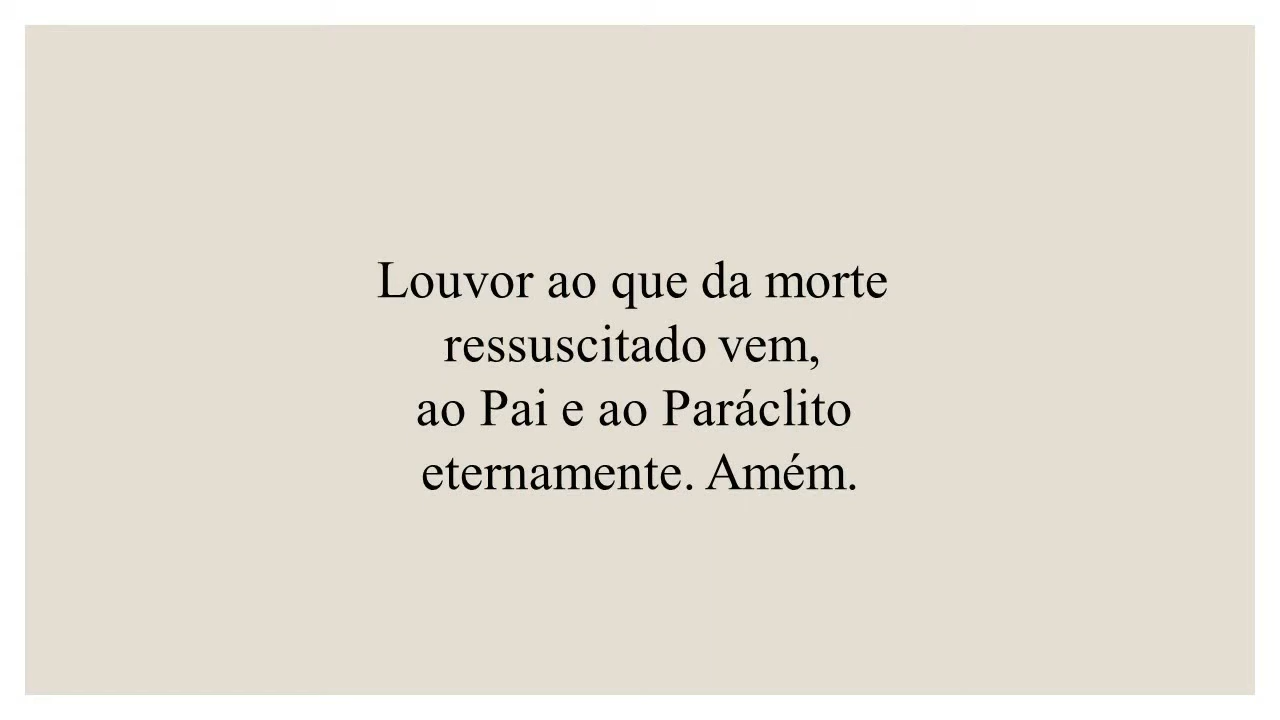 Louvor ao que da morte
ressuscitado vem,
ao Pai e ao Paráclito
eternamente. Amém.